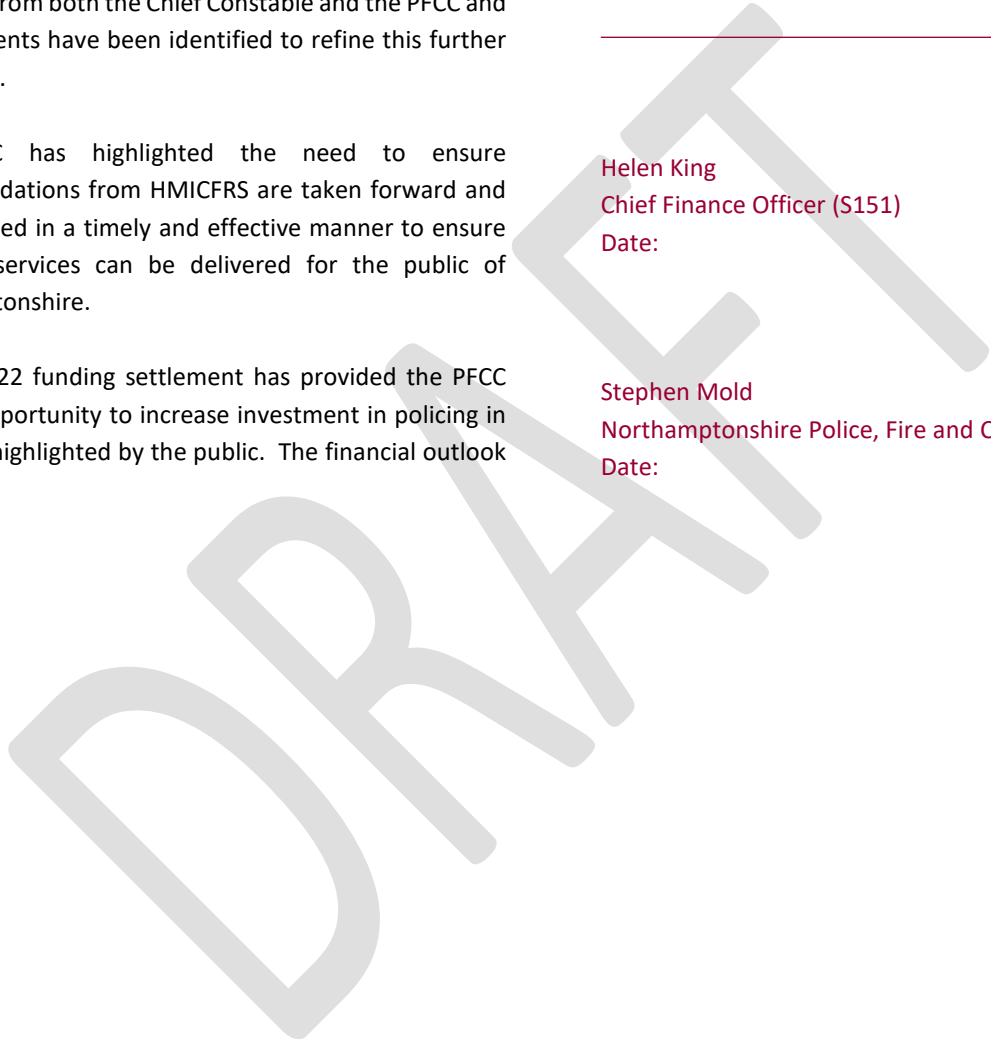 rom both the Chief Constable and the PFCC and
ents have been identified to refine this further
.
C has highlighted the need to ensure
dations from HMICFRS are taken forward and
ed in a timely and effective manner to ensure
services can be delivered for the public of
tonshire.
22 funding settlement has provided the PFCC
portunity to increase investment in policing in
highlighted by the public. The financial outlook
Helen King
Chief Finance Officer (S151)
Date:
Stephen Mold
Northamptonshire Police, Fire and C
Date:
DRAFT